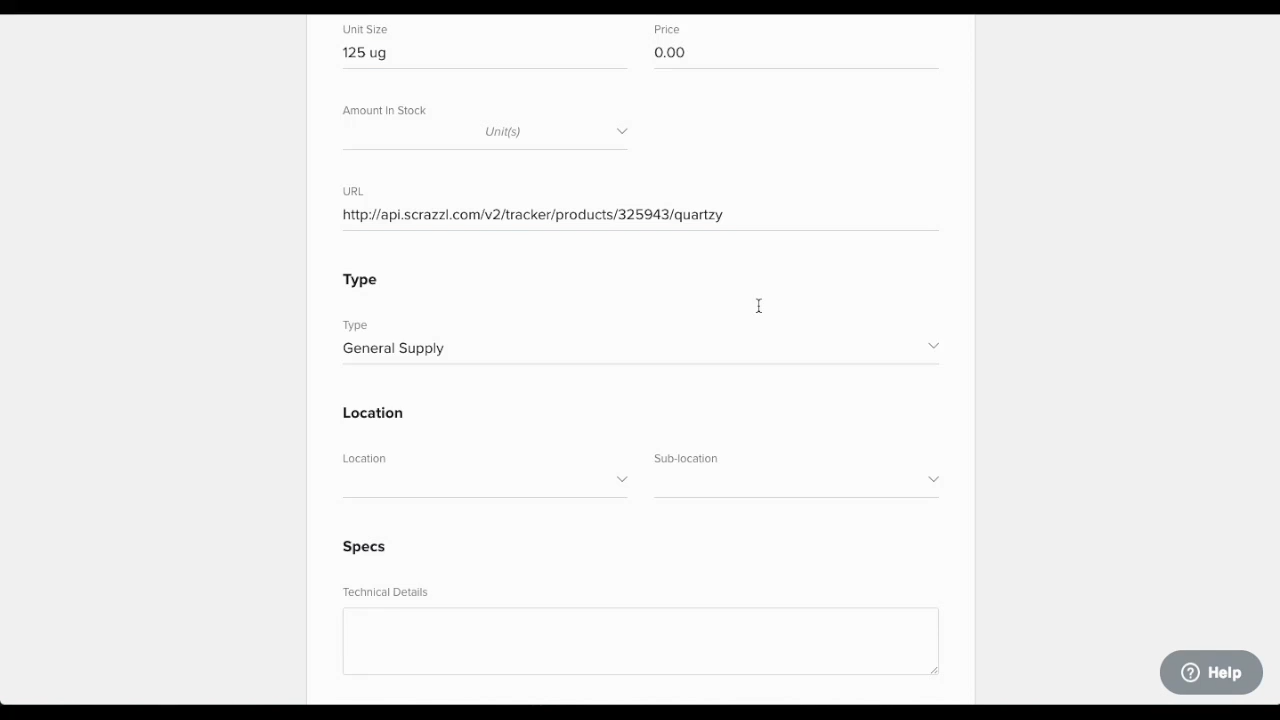 Unit Size Price
125 ug 0.00
Amount In Stock
Unit(s)
URL
http://api.scrazzl.com/v2/tracker/products/325943/quartzy
Type
Type
General Supply
Location
Location Sub-location
Specs
Technical Details
? Help